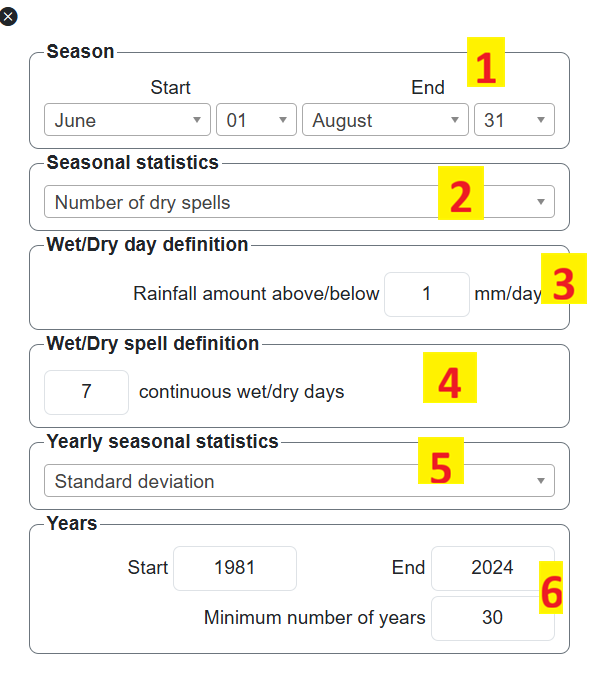 Season
1
Start End
June 01 August 31
Seasonal statistics
2
Number of dry spells
Wet/Dry day definition
Rainfall amount above/below 1 mm/day
3
Wet/Dry spell definition
7 continuous wet/dry days
4
Yearly seasonal statistics
5
Standard deviation
Years
Start 1981 End 2024
6
Minimum number of years 30